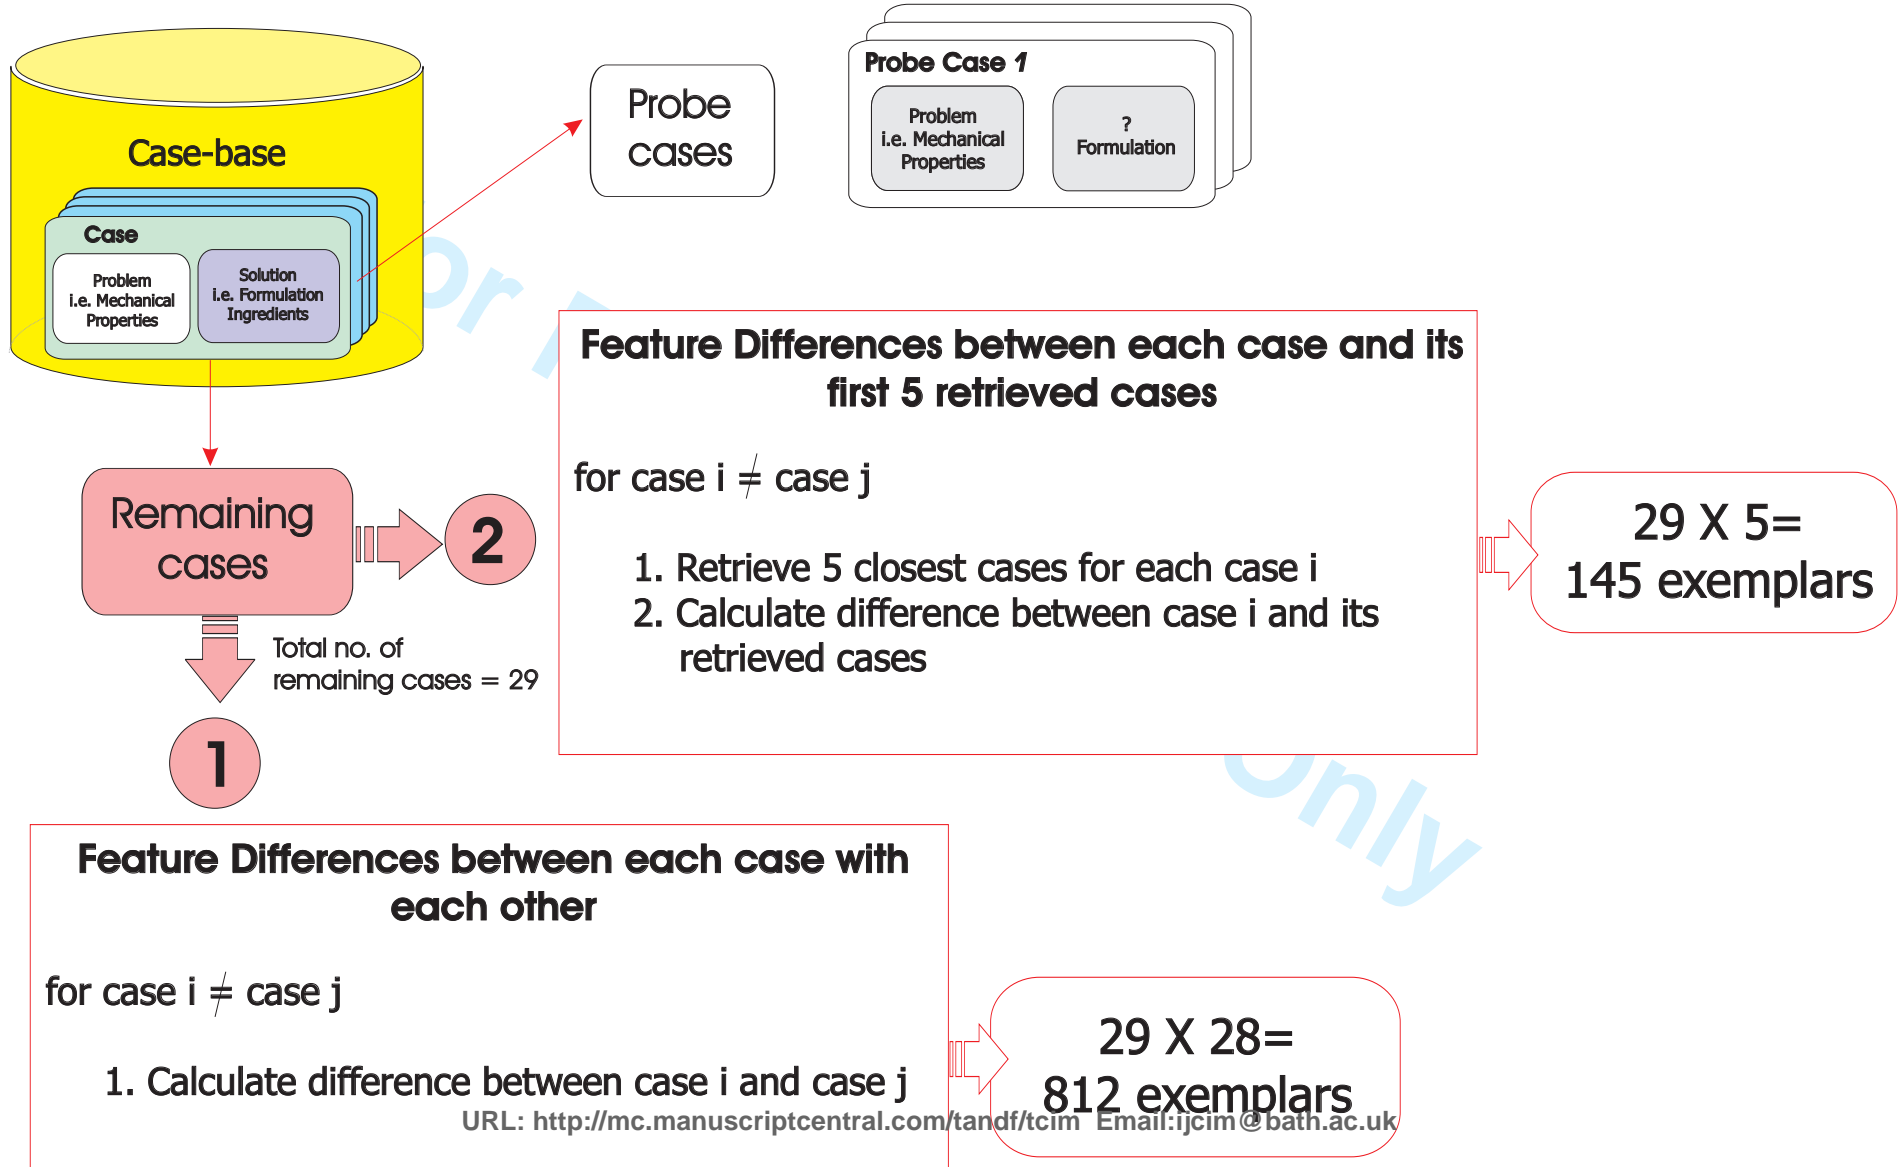 Case-base
Case
Problem
i.e. Mechanical
Properties
Solution
i.e. Formulation
Ingredients
Probe
cases
Probe Case 1
Problem
i.e. Mechanical
Properties
?
Formulation
Remaining
cases
2
Total no. of
remaining cases = 29
1
Feature Differences between each case and its
first 5 retrieved cases
for case i ≠ case j
1. Retrieve 5 closest cases for each case i
2. Calculate difference between case i and its
retrieved cases
29 X 5=
145 exemplars
Feature Differences between each case with
each other
for case i ≠ case j
1. Calculate difference between case i and case j
29 X 28=
812 exemplars
Only
URL: http://mc.manuscriptcentral.com/tandf/tcim Email:ijcim@bath.ac.uk